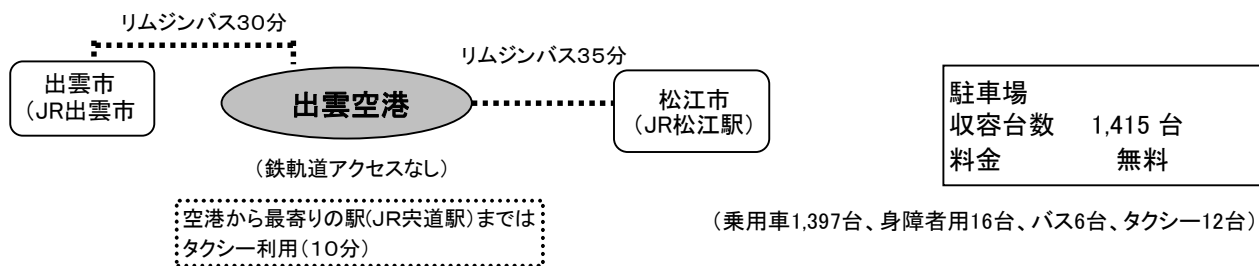 リムジンバス30分
リムジンバス35分
出雲市
(JR出雲市
出雲空港
松江市
(JR松江駅)
(鉄軌道アクセスなし)
空港から最寄りの駅(JR宍道駅)までは
タクシー利用(10分)
駐車場
収容台数 1,415 台
料金 無料
(乗用車1,397台、身障者用16台、バス6台、タクシー12台)